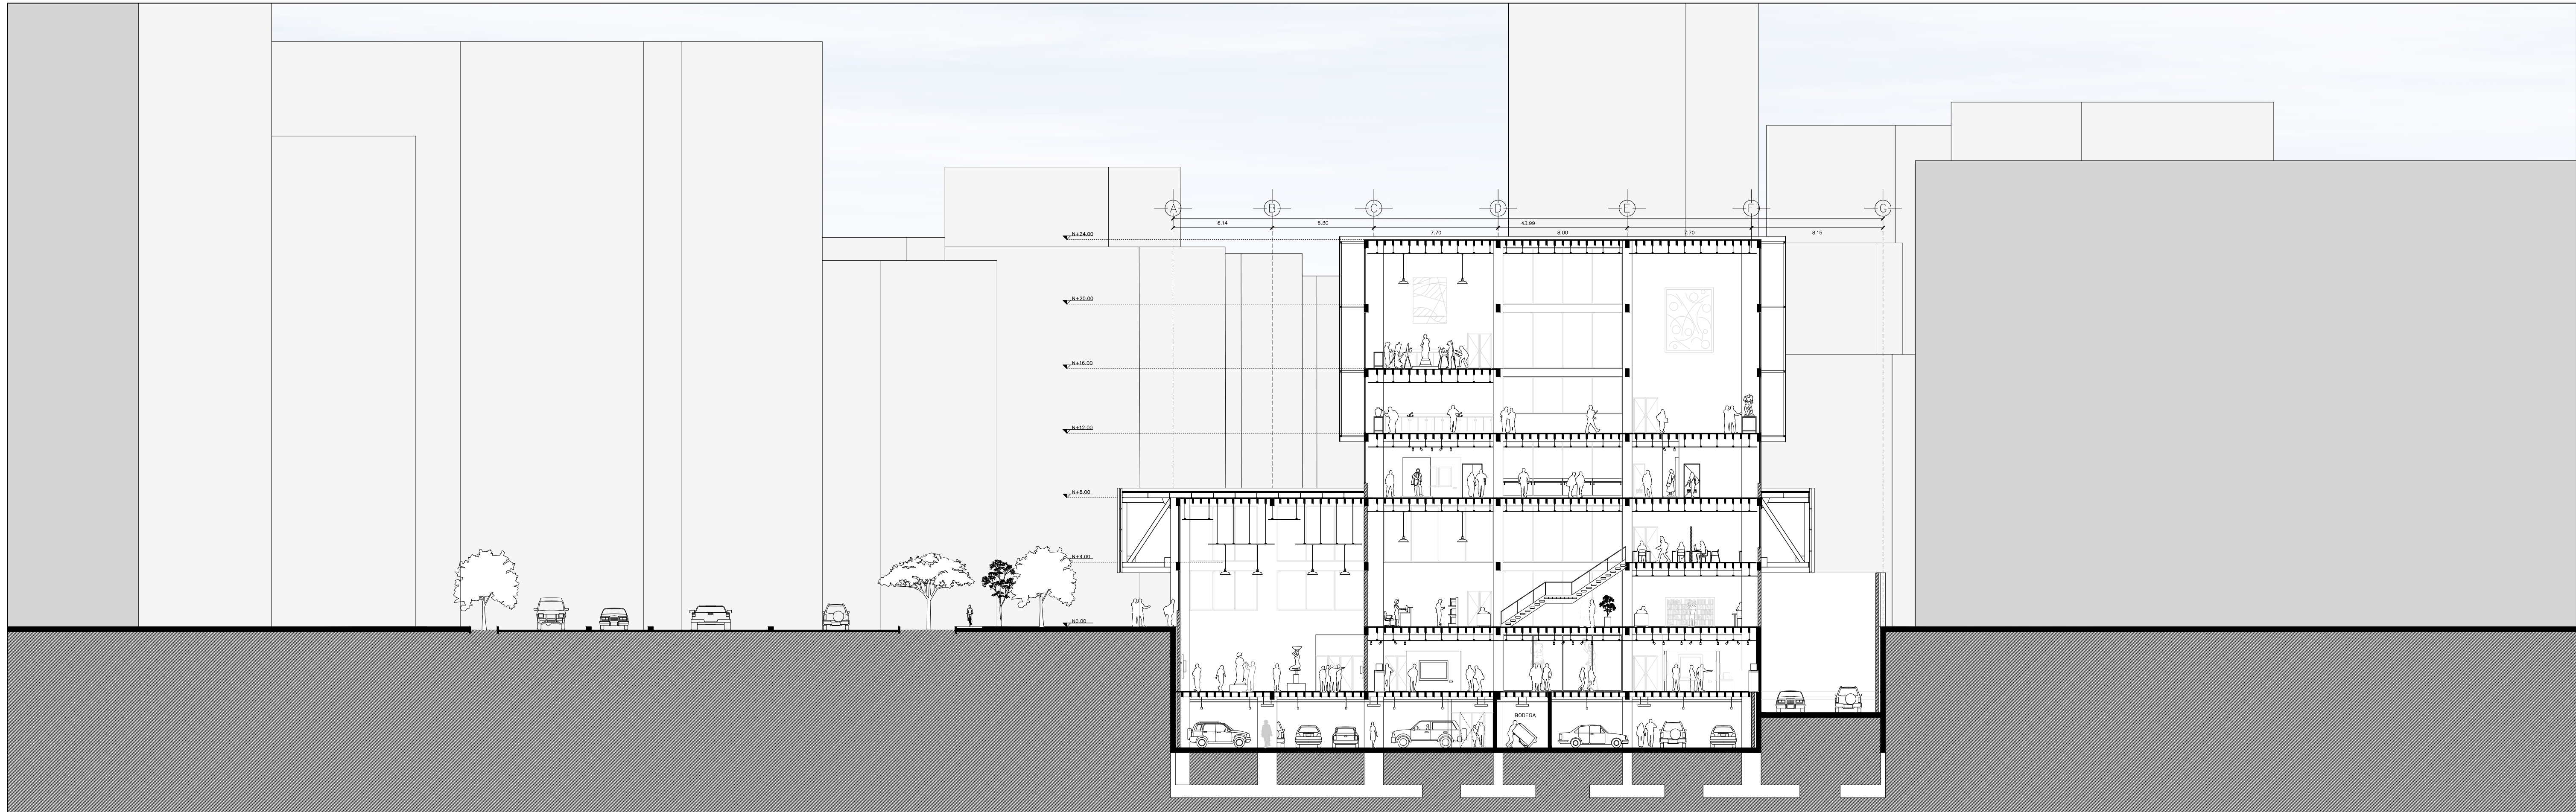 A B C D E F G
6.14 6.30 43.99
7.70 8.00 7.70 8.15
N+24.00
N+20.00
N+16.00
N+12.00
N+8.00
N+4.00
N0.00
BODEGA